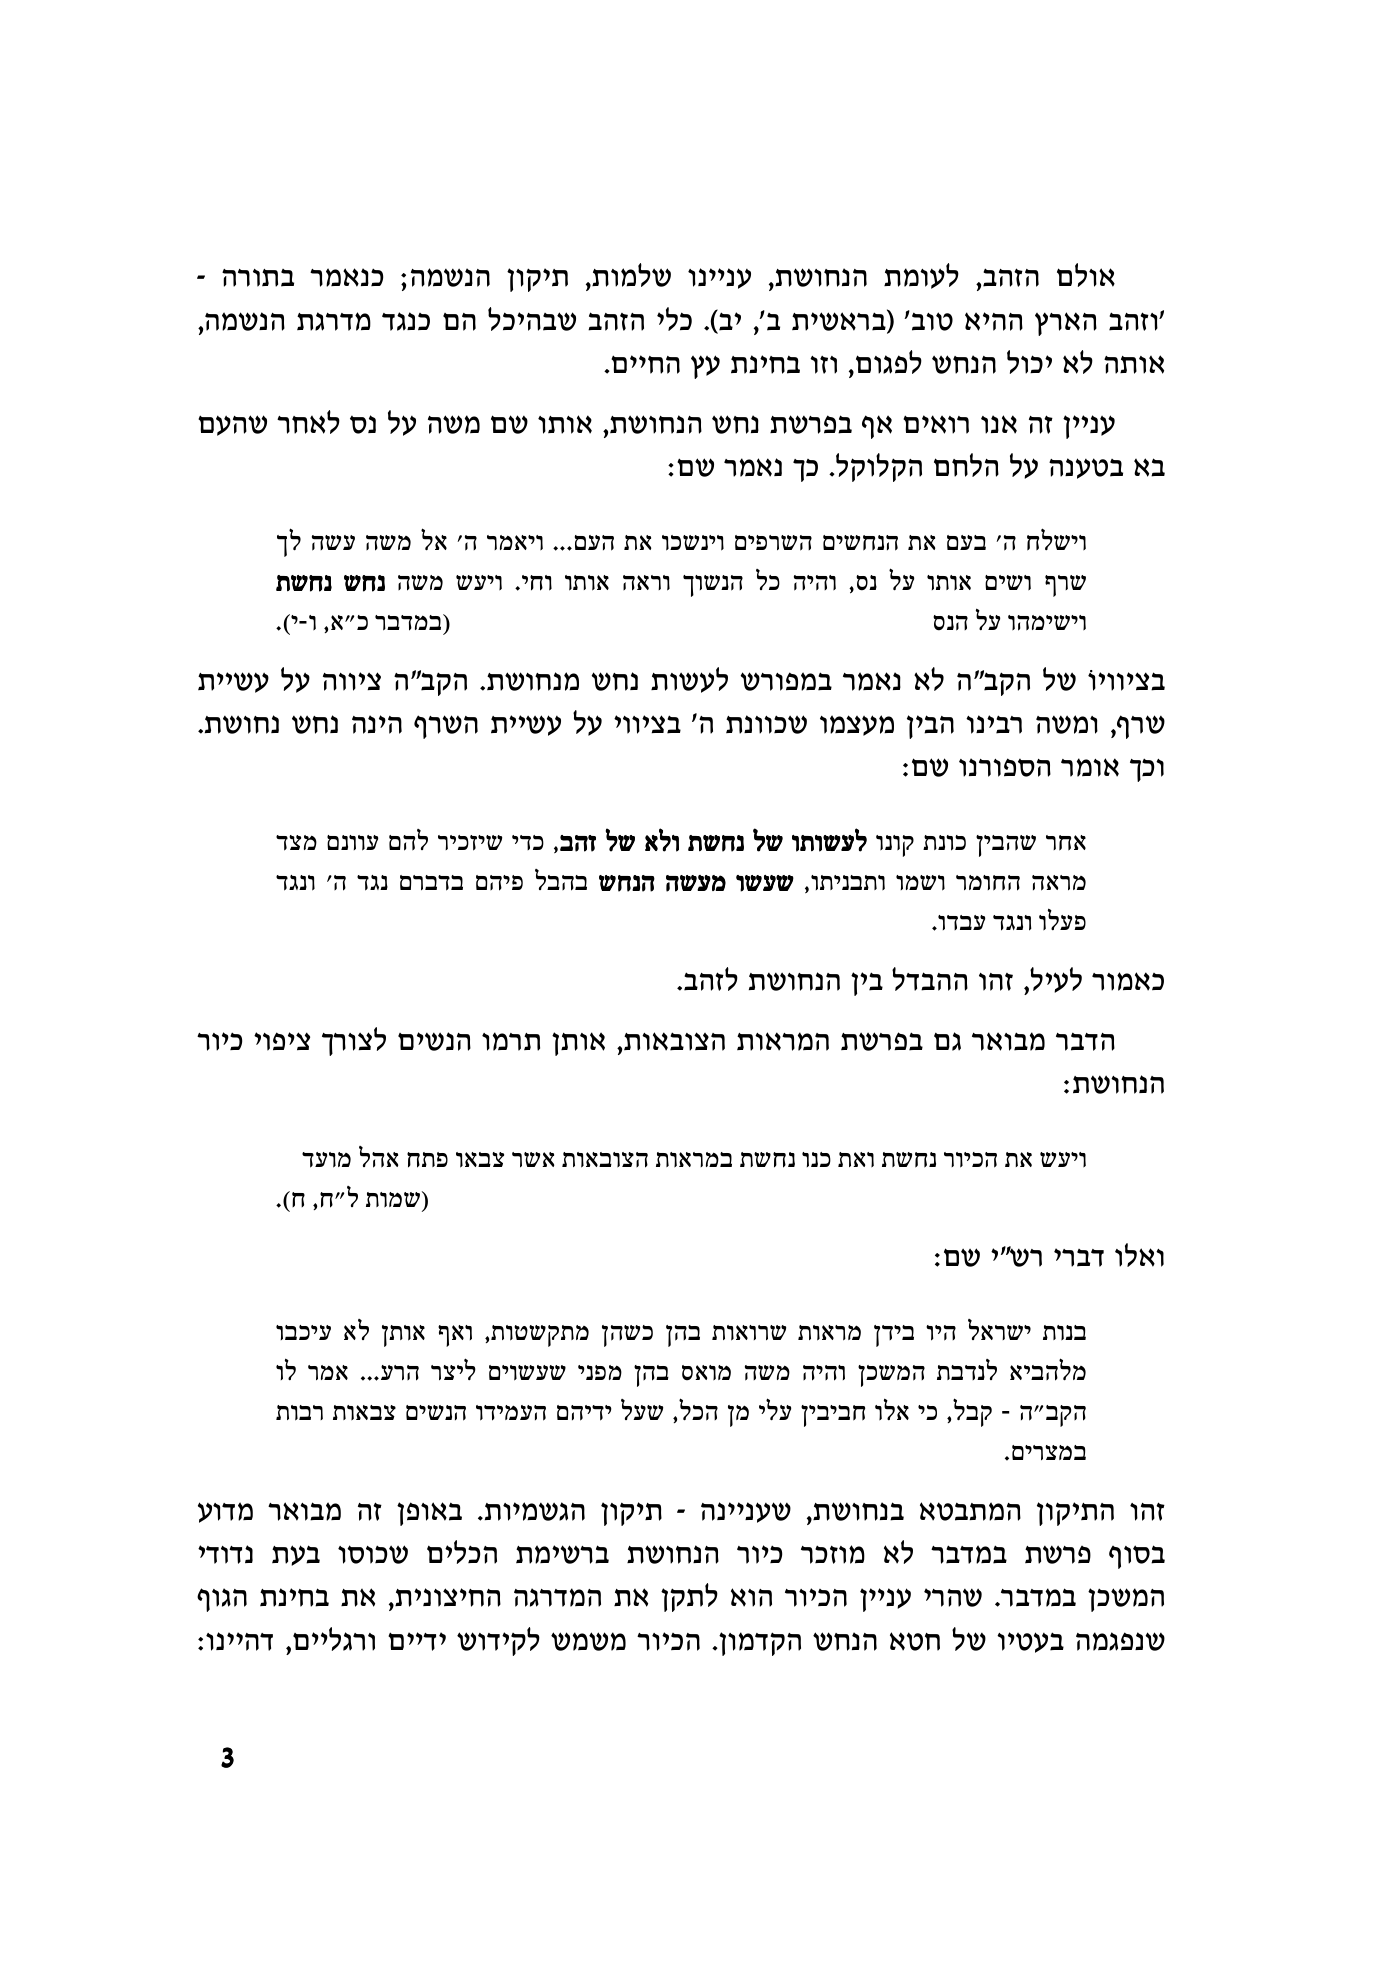 אולם הזהב, לעומת הנחושת, עניינו שלמות, תיקון הנשמה; כנאמר בתורה -
'וזהב הארץ ההיא טוב' (בראשית ב', יב). כלי הזהב שבהיכל הם כנגד מדרגת הנשמה,
אותה לא יכול הנחש לפגום, וזו בחינת עץ החיים.
עניין זה אנו רואים אף בפרשת נחש הנחושת, אותו שם משה על נס לאחר שהעם
בא בטענה על הלחם הקלוקל. כך נאמר שם:
וישלח ה׳ בעם את הנחשים השרפים וינשכו את העם... ויאמר ה׳ אל משה עשה לך
שרף ושים אותו על נס, והיה כל הנשוך וראה אותו וחי. ויעש משה נחש נחשת
וישימהו על הנס (במדבר כ״א, ו-י).
בציוויוֹ של הקב"ה לא נאמר במפורש לעשות נחש מנחושת. הקב"ה ציווה על עשיית
שרף, ומשה רבינו הבין מעצמו שכוונת ה' בציווי על עשיית השרף הינה נחש נחושת.
וכך אומר הספורנו שם:
אחר שהבין כונת קונו לעשותו של נחשת ולא של זהב, כדי שיזכיר להם עוונם מצד
מראה החומר ושמו ותבניתו, שעשו מעשה הנחש בהבל פיהם בדברם נגד ה׳ ונגד
פעלו ונגד עבדו.
כאמור לעיל, זהו ההבדל בין הנחושת לזהב.
הדבר מבואר גם בפרשת המראות הצובאות, אותן תרמו הנשים לצורך ציפוי כיור
הנחושת:
ויעש את הכיור נחשת ואת כנו נחשת במראות הצובאות אשר צבאו פתח אהל מועד
(שמות ל״ח, ח).
ואלו דברי רש"י שם:
בנות ישראל היו בידן מראות שרואות בהן כשהן מתקשטות, ואף אותן לא עיכבו
מלהביא לנדבת המשכן והיה משה מואס בהן מפני שעשוים ליצר הרע... אמר לו
הקב״ה - קבל, כי אלו חביבין עלי מן הכל, שעל ידיהם העמידו הנשים צבאות רבות
במצרים.
זהו התיקון המתבטא בנחושת, שעניינה - תיקון הגשמיות. באופן זה מבואר מדוע
בסוף פרשת במדבר לא מוזכר כיור הנחושת ברשימת הכלים שכוסו בעת נדודי
המשכן במדבר. שהרי עניין הכיור הוא לתקן את המדרגה החיצונית, את בחינת הגוף
שנפגמה בעטיו של חטא הנחש הקדמון. הכיור משמש לקידוש ידיים ורגליים, דהיינו:
3